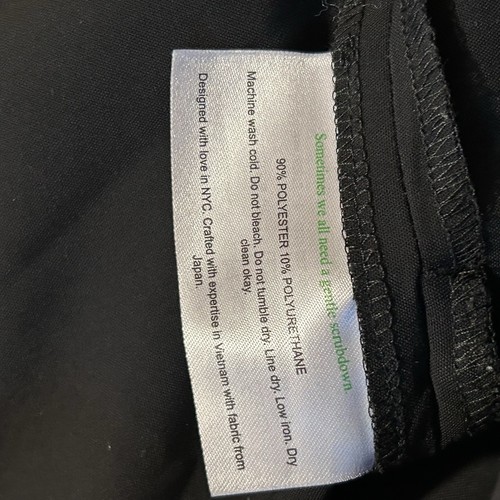 Sometimes we all need a gentle scrubdown.
90% POLYESTER 10% POLYURETHANE
Machine wash cold. Do not bleach. Do not tumble dry. Line dry. Low iron. Dry
clean okay.
Designed with love in NYC. Crafted with expertise in Vietnam with fabric from
Japan.